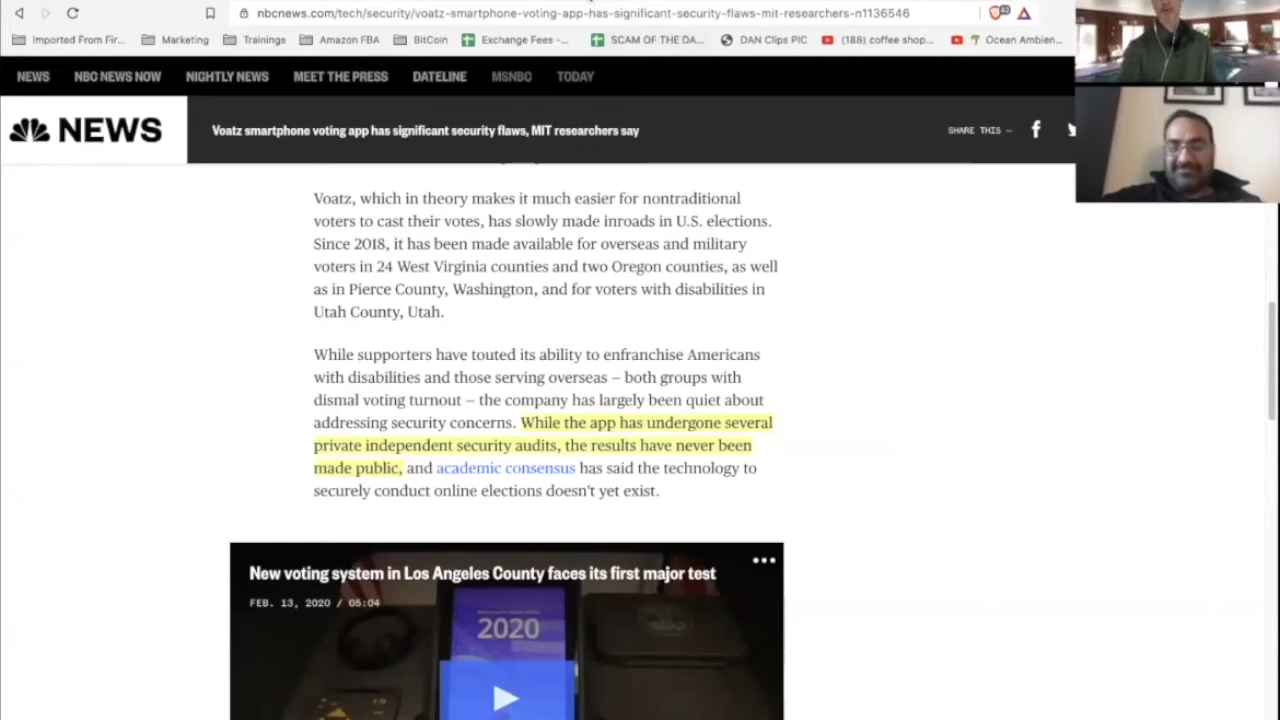 nbcnews.com/tech/security/voatz-smartphone-voting-app-has-significant-security-flaws-mit-researchers-n1136546
Imported From Fir... Marketing Trainings Amazon FBA BitCoin Exchange Fees -... SCAM OF THE DA... DAN Clips PIC (188) coffee shop... Ocean Ambien...
NEWS NBC NEWS NOW NIGHTLY NEWS MEET THE PRESS DATELINE MSNBC TODAY
NEWS Voatz smartphone voting app has significant security flaws, MIT researchers say SHARE THIS —
Voatz, which in theory makes it much easier for nontraditional
voters to cast their votes, has slowly made inroads in U.S. elections.
Since 2018, it has been made available for overseas and military
voters in 24 West Virginia counties and two Oregon counties, as well
as in Pierce County, Washington, and for voters with disabilities in
Utah County, Utah.
While supporters have touted its ability to enfranchise Americans
with disabilities and those serving overseas — both groups with
dismal voting turnout — the company has largely been quiet about
addressing security concerns. While the app has undergone several
private independent security audits, the results have never been
made public, and academic consensus has said the technology to
securely conduct online elections doesn't yet exist.
New voting system in Los Angeles County faces its first major test
FEB. 13, 2020 / 05:04
2020